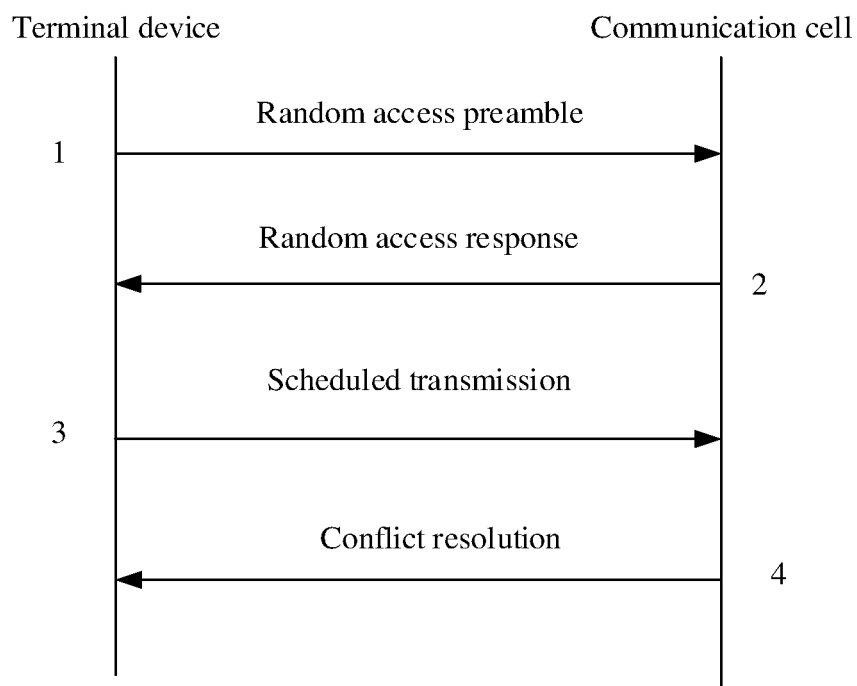 Terminal device
Communication cell
Random access preamble
1
Random access response
2
Scheduled transmission
3
Conflict resolution
4